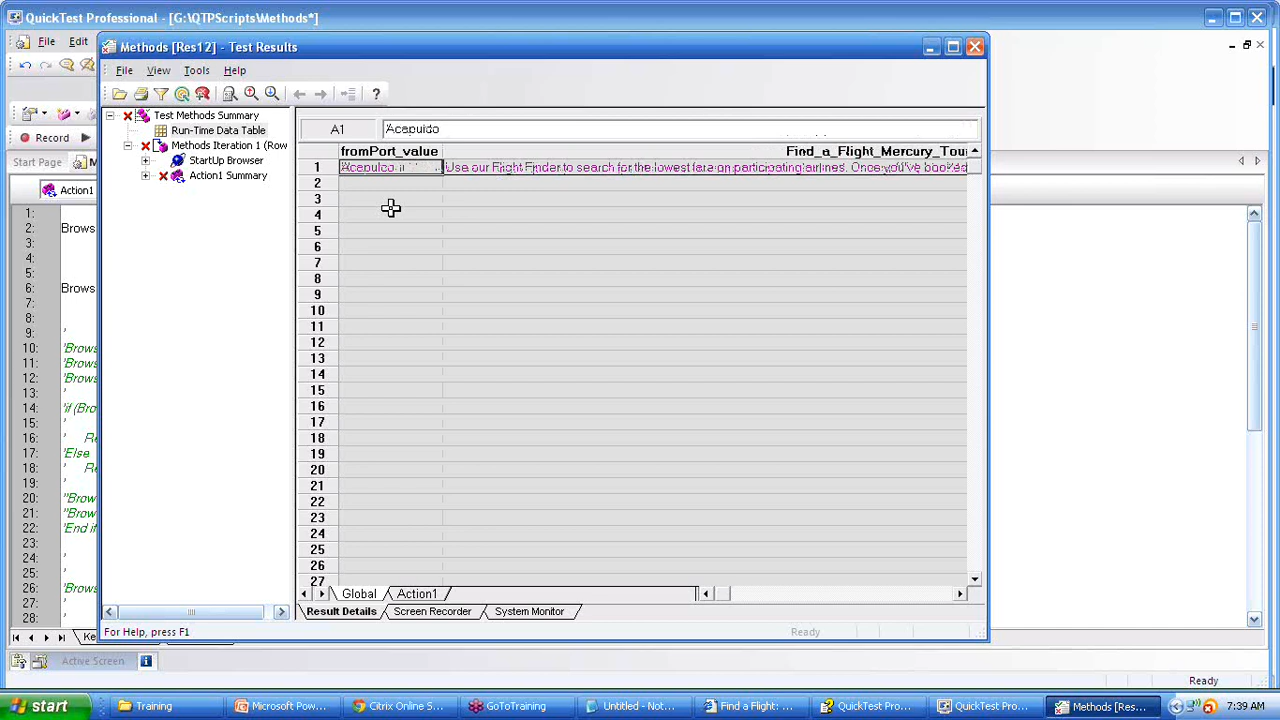 QuickTest Professional - [G:\QTPScripts\Methods*]
File Edit
Methods [Res12] - Test Results
File View Tools Help
Record
A1
Start Page
Action1
Test Methods Summary
Run-Time Data Table
Methods Iteration 1 (Row
StartUp Browser
Action1 Summary
fromPort_value Find_a_Flight_Mercury_Tou
1 Acapulco Use our Flight Finder to search for the lowest fare on participating airlines. Once you've booked
2
3
4
5
6
7
8
9
10
11
12
13
14
15
16
17
18
19
20
21
22
23
24
25
26
27
1:
2: Brows
3:
4:
5:
6: Brows
7:
8:
9: '
10: 'Brows
11: 'Brows
12: 'Brows
13: '
14: 'if (Bro
15: '
16: ' Re
17: 'Else
18: ' Re
19: '
20: ''Brow
21: ''Brow
22: 'End if
23:
24: '
25: '
26: 'Brows
27: '
28: '
Global Action1
Result Details Screen Recorder System Monitor
For Help, press F1 Ready
Ke
Active Screen
Ready
start Training Microsoft Pow... Citrix Online S... GoToTraining Untitled - Not... Find a Flight: ... QuickTest Pro... QuickTest Pro... Methods [Res... 7:39 AM